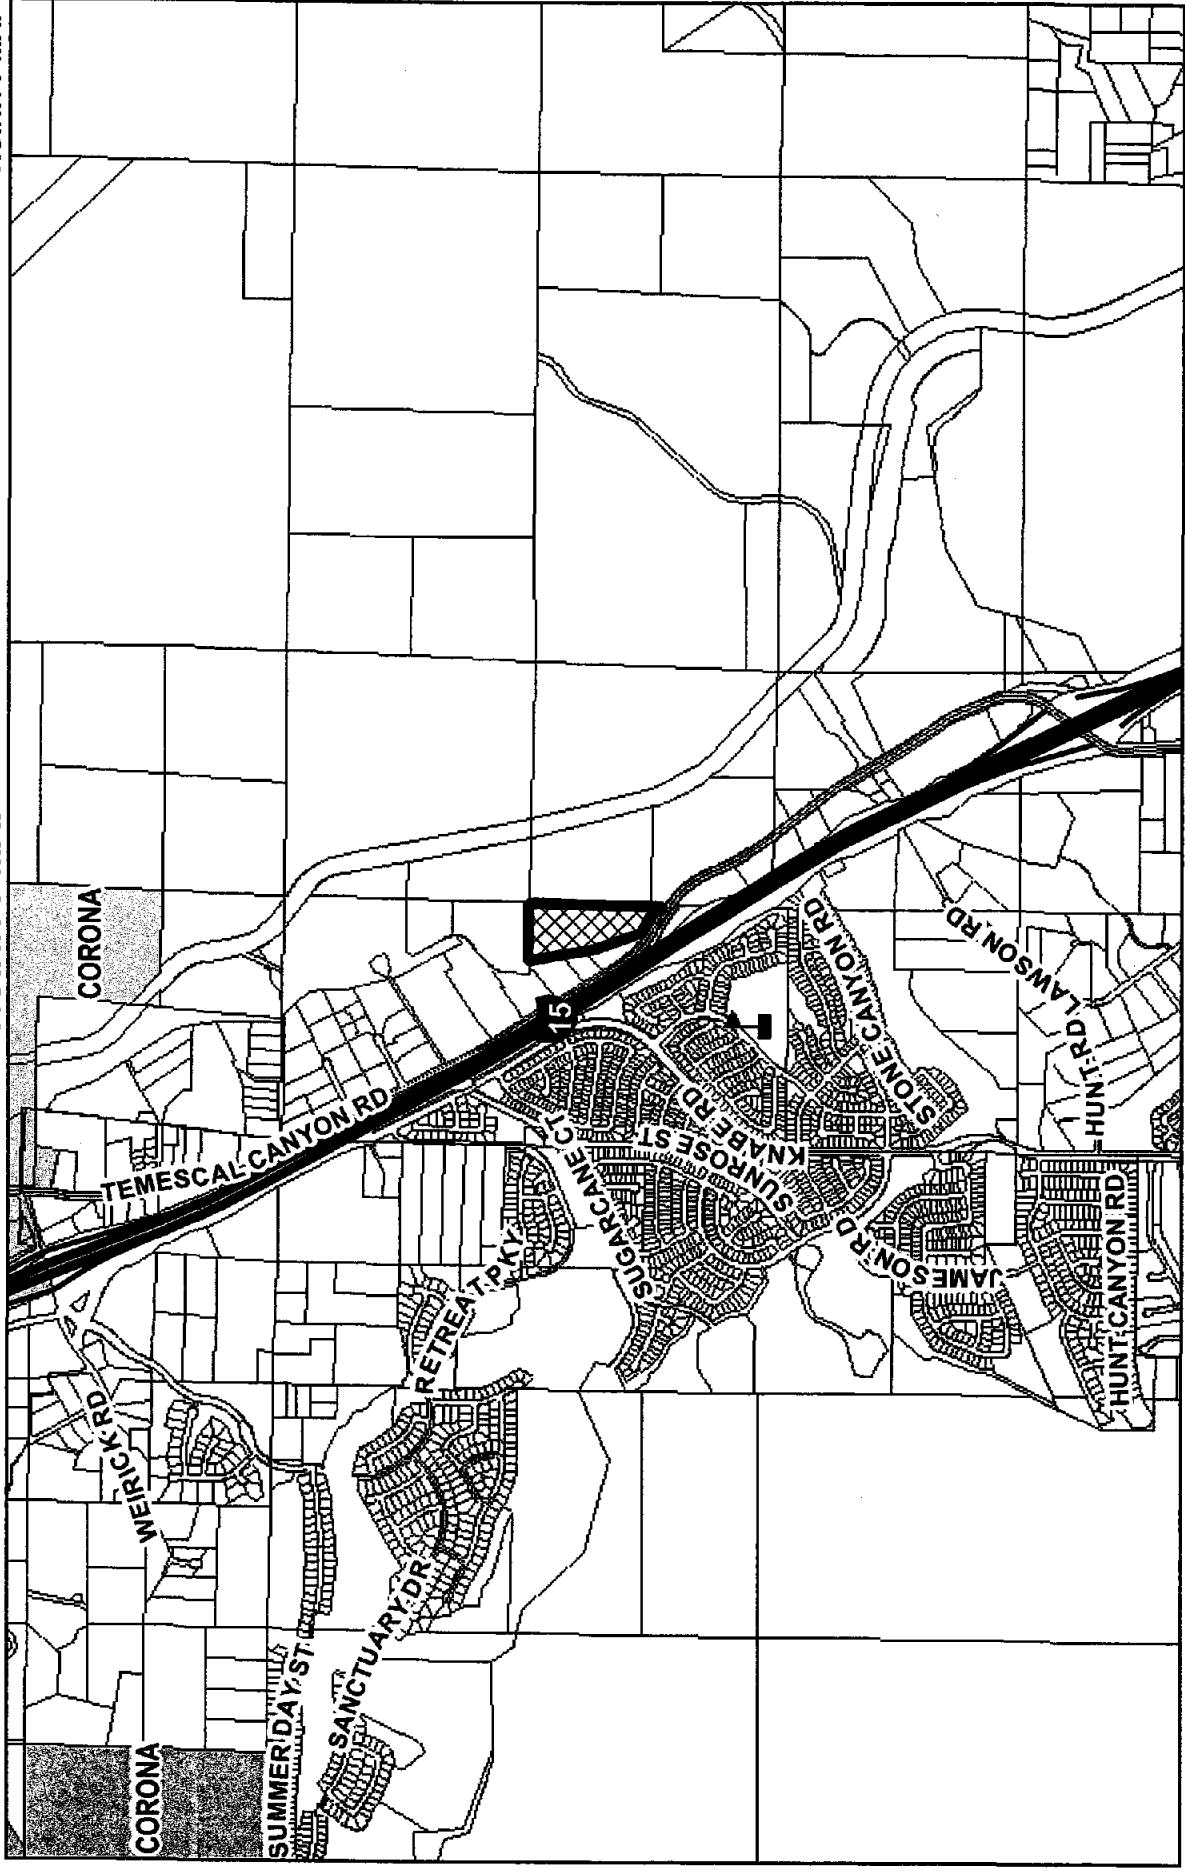 CORONA
TEMESCAL CANYON RD
15
STONE CANYON RD
LAWSON RD
HUNT RD
KNABE RD
SUNROSE ST
SUGARCANE CT
JAMESON RD
HUNT CANYON RD
RETREAT PKY
WEIRICK RD
SANCTUARY DR
SUMMER DAY ST
CORONA